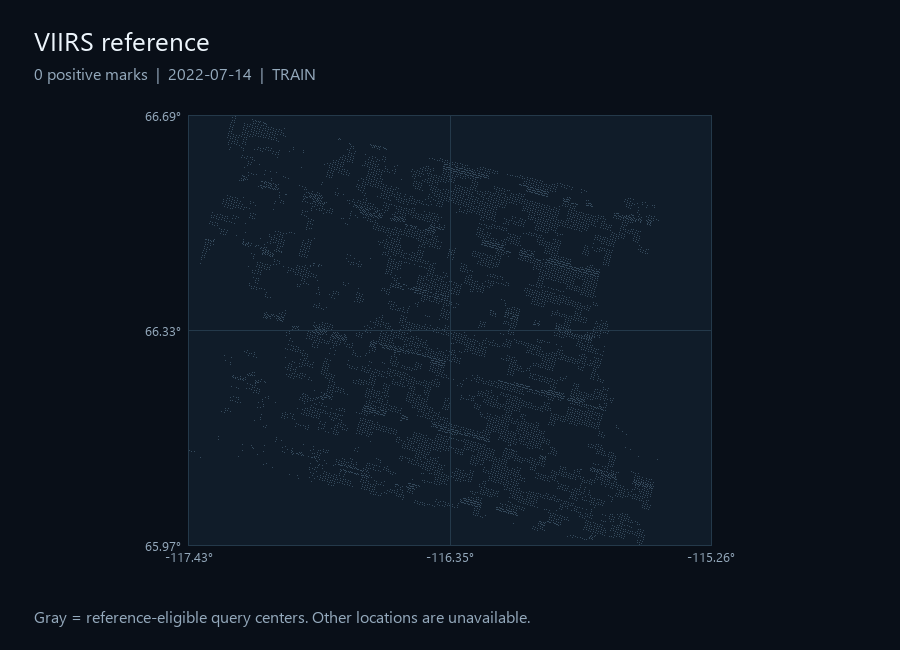 VIIRS reference
0 positive marks | 2022-07-14 | TRAIN
66.69°
66.33°
65.97°
-117.43°
-116.35°
-115.26°
Gray = reference-eligible query centers. Other locations are unavailable.